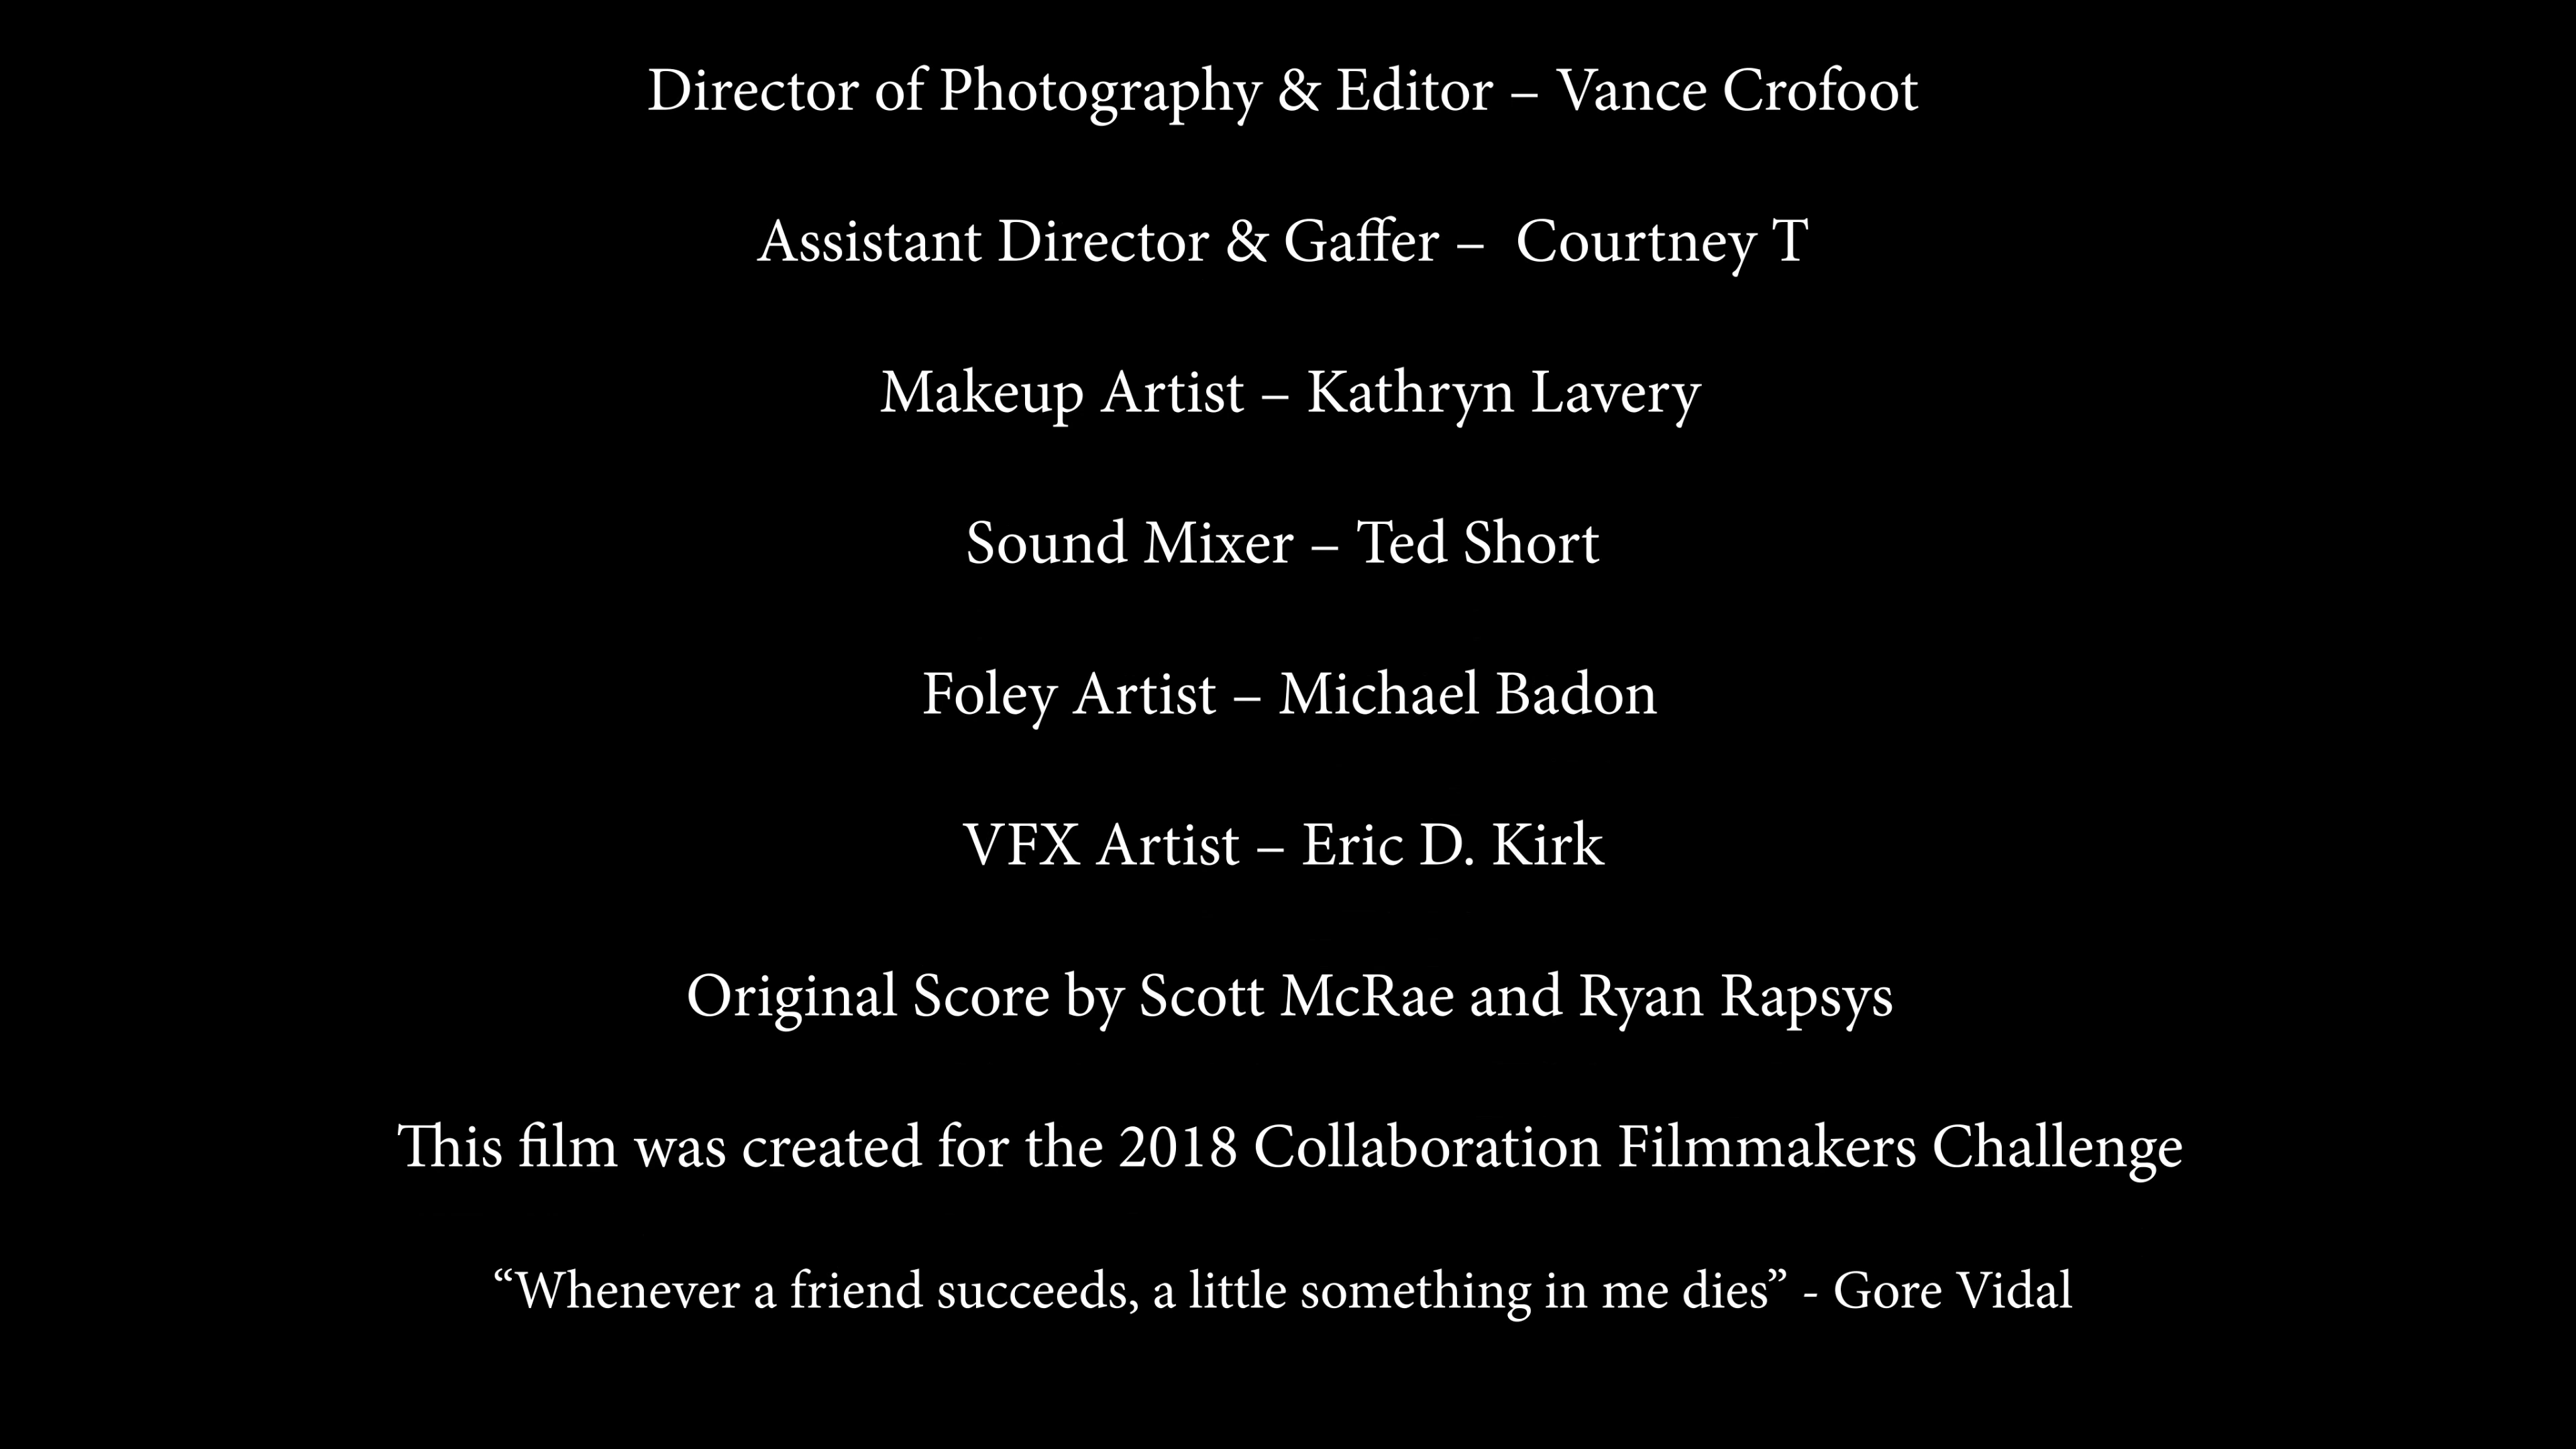 Director of Photography & Editor – Vance Crofoot
Assistant Director & Gaffer –  Courtney T
Makeup Artist – Kathryn Lavery
Sound Mixer – Ted Short
Foley Artist – Michael Badon
VFX Artist – Eric D. Kirk
Original Score by Scott McRae and Ryan Rapsys
This film was created for the 2018 Collaboration Filmmakers Challenge
“Whenever a friend succeeds, a little something in me dies” - Gore Vidal